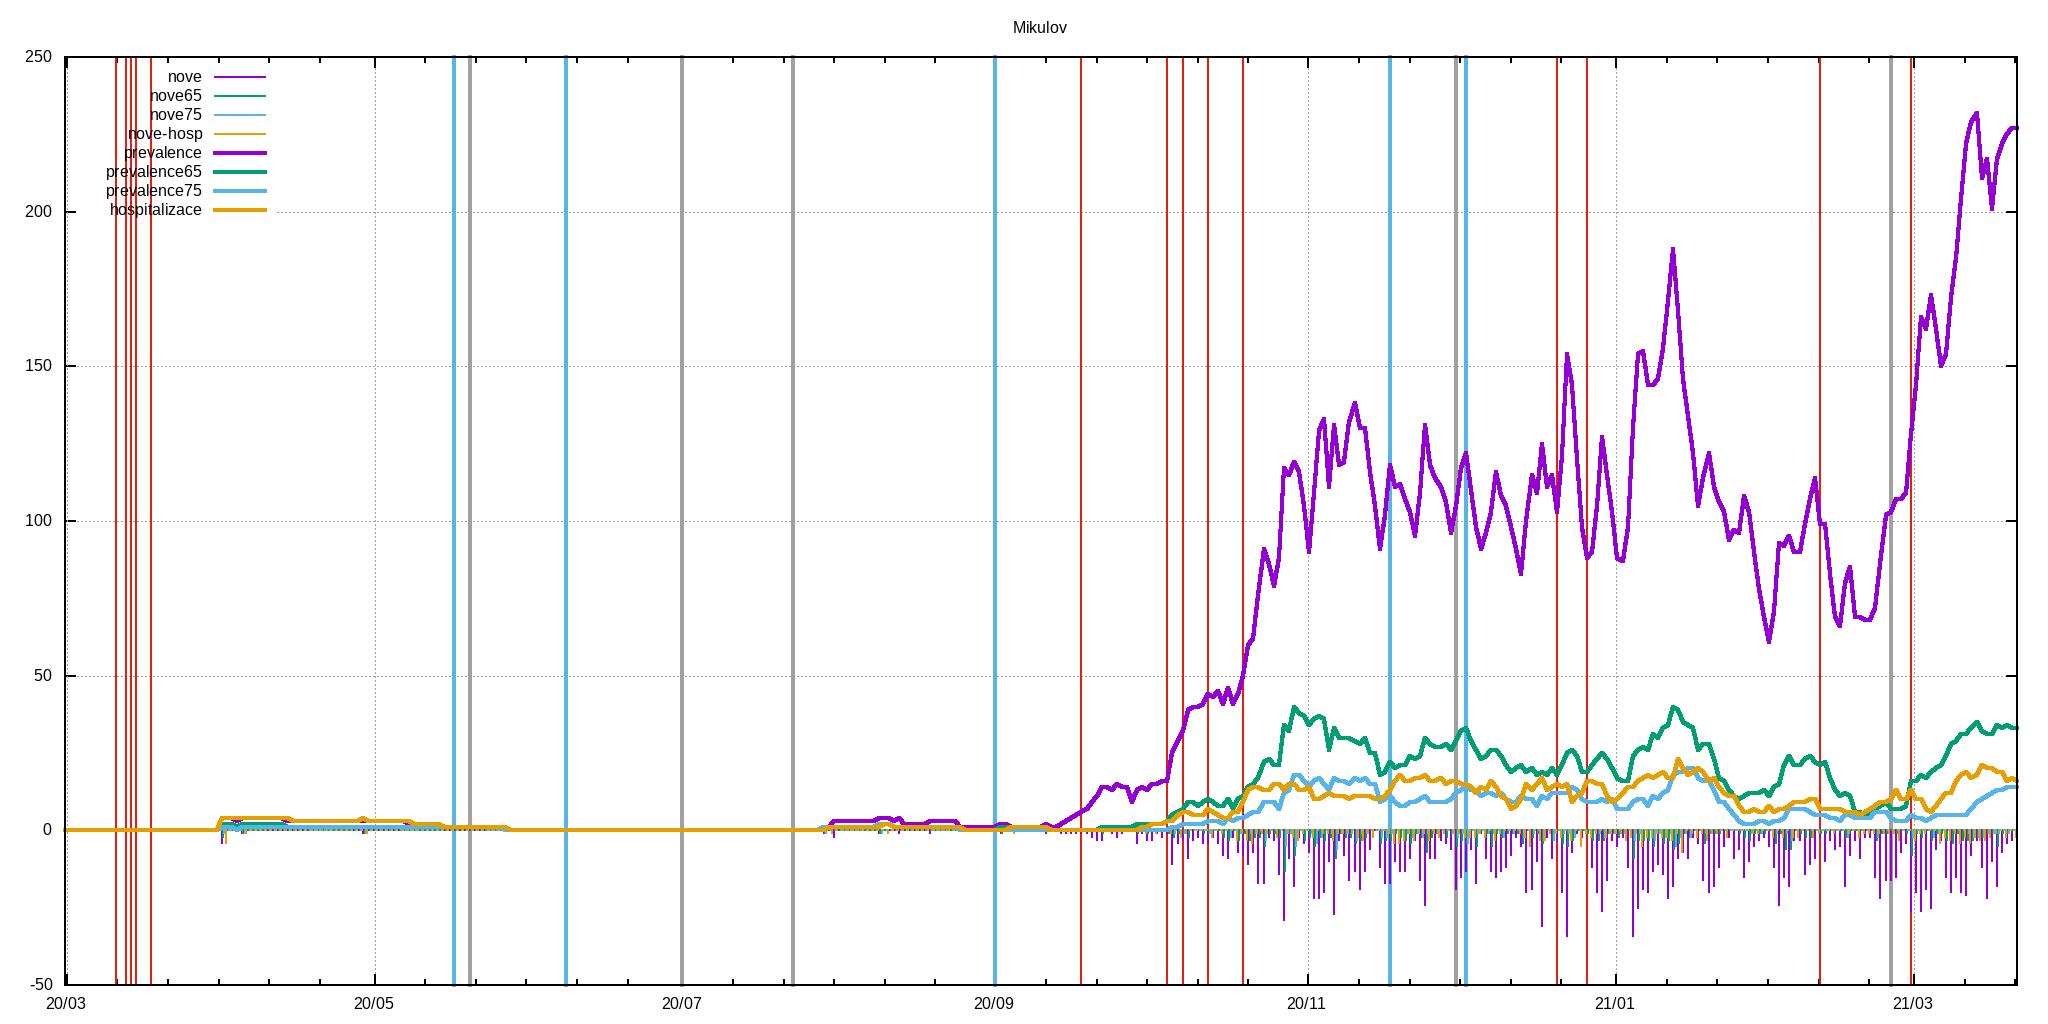 Mikulov
250
200
150
100
50
0
-50
nove
nove65
nove75
nove-hosp
prevalence
prevalence65
prevalence75
hospitalizace
20/03 20/05 20/07 20/09 20/11 21/01 21/03